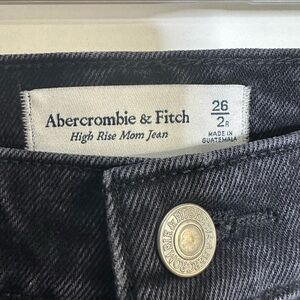 Abercrombie & Fitch
High Rise Mom Jean
26
2R
MADE IN
GUATEMALA